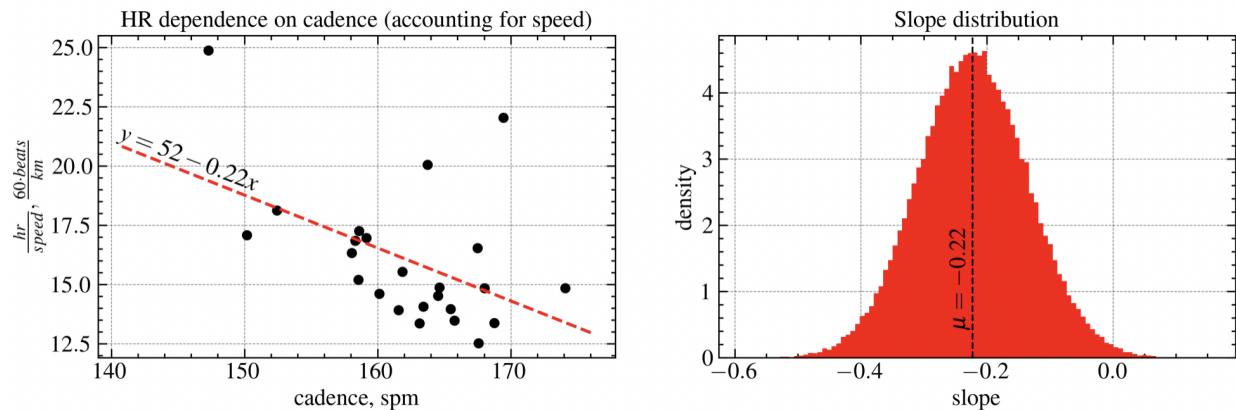 HR dependence on cadence (accounting for speed)
25.0
22.5
20.0
17.5
15.0
12.5
hr/speed, 60·beats/km
y = 52 − 0.22x
140
150
160
170
cadence, spm
Slope distribution
4
3
2
1
0
density
μ = −0.22
−0.6
−0.4
−0.2
0.0
slope